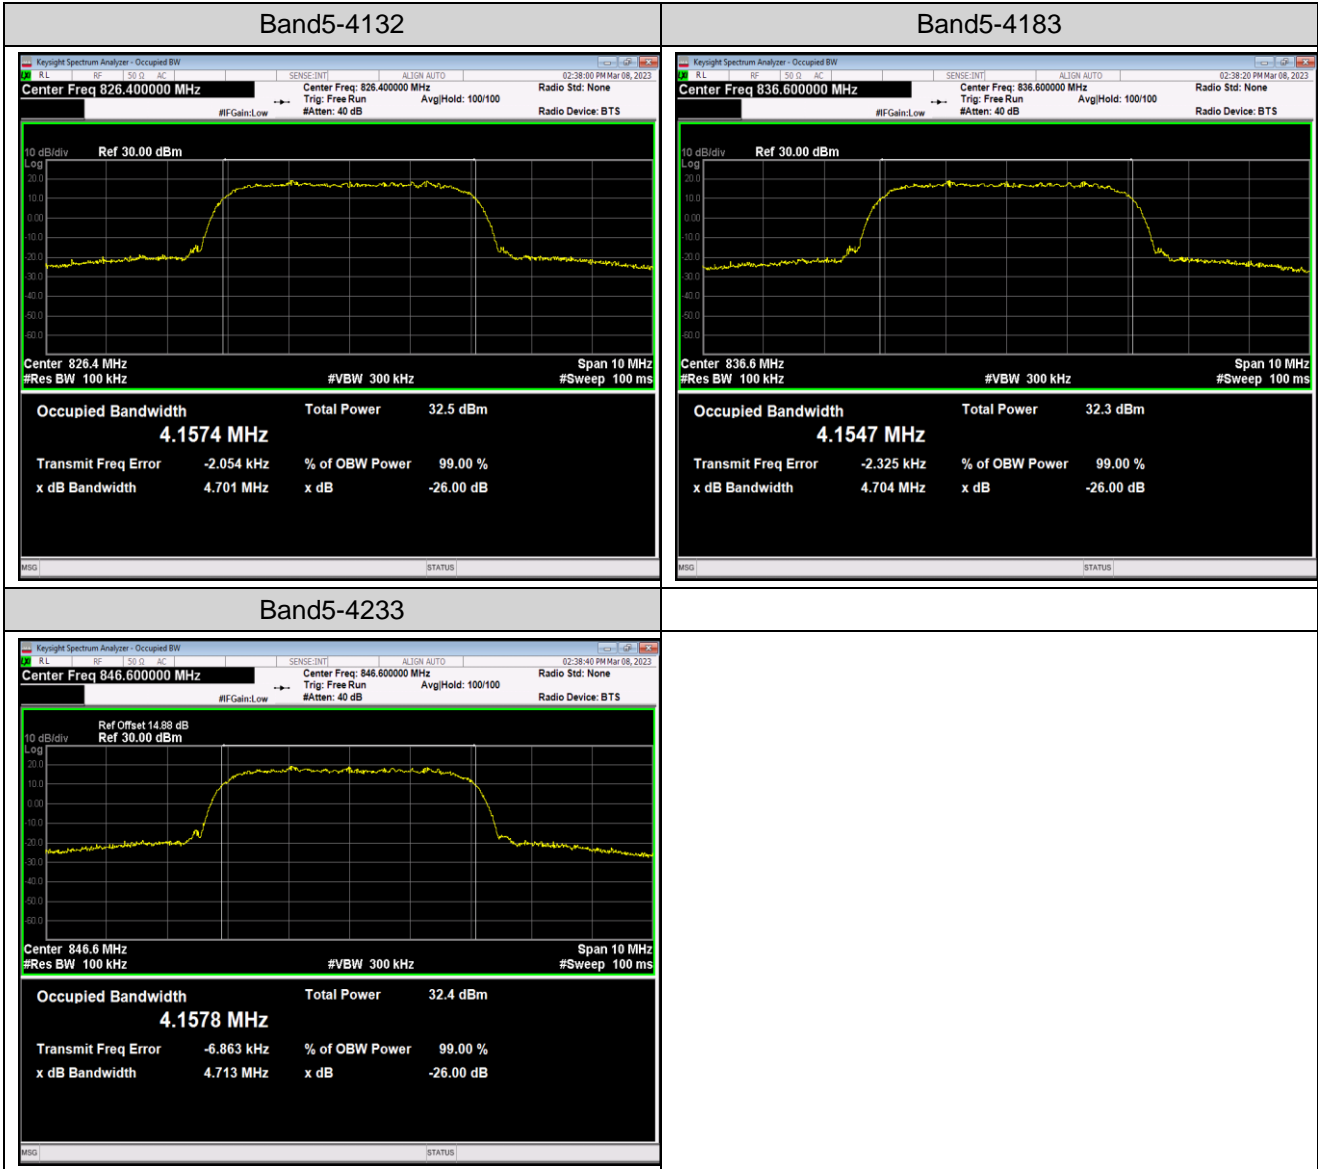 Band5-4132
Band5-4183
Keysight Spectrum Analyzer - Occupied BW
RL RF 50 Ω AC SENSE:INT ALIGN AUTO 02:38:00 PM Mar 08, 2023
Center Freq 826.400000 MHz
Center Freq: 826.400000 MHz
Radio Std: None
Trig: Free Run Avg|Hold: 100/100
#IFGain:Low #Atten: 40 dB Radio Device: BTS
10 dB/div Ref 30.00 dBm
Log
20.0
10.0
0.00
-10.0
-20.0
-30.0
-40.0
-50.0
-60.0
Center 826.4 MHz Span 10 MHz
#Res BW 100 kHz #VBW 300 kHz #Sweep 100 ms
Occupied Bandwidth Total Power 32.5 dBm
4.1574 MHz
Transmit Freq Error -2.054 kHz % of OBW Power 99.00 %
x dB Bandwidth 4.701 MHz x dB -26.00 dB
MSG STATUS
Keysight Spectrum Analyzer - Occupied BW
RL RF 50 Ω AC SENSE:INT ALIGN AUTO 02:38:20 PM Mar 08, 2023
Center Freq 836.600000 MHz
Center Freq: 836.600000 MHz
Radio Std: None
Trig: Free Run Avg|Hold: 100/100
#IFGain:Low #Atten: 40 dB Radio Device: BTS
10 dB/div Ref 30.00 dBm
Log
20.0
10.0
0.00
-10.0
-20.0
-30.0
-40.0
-50.0
-60.0
Center 836.6 MHz Span 10 MHz
#Res BW 100 kHz #VBW 300 kHz #Sweep 100 ms
Occupied Bandwidth Total Power 32.3 dBm
4.1547 MHz
Transmit Freq Error -2.325 kHz % of OBW Power 99.00 %
x dB Bandwidth 4.704 MHz x dB -26.00 dB
MSG STATUS
Band5-4233
Keysight Spectrum Analyzer - Occupied BW
RL RF 50 Ω AC SENSE:INT ALIGN AUTO 02:38:40 PM Mar 08, 2023
Center Freq 846.600000 MHz
Center Freq: 846.600000 MHz
Radio Std: None
Trig: Free Run Avg|Hold: 100/100
#IFGain:Low #Atten: 40 dB Radio Device: BTS
Ref Offset 14.88 dB
10 dB/div Ref 30.00 dBm
Log
20.0
10.0
0.00
-10.0
-20.0
-30.0
-40.0
-50.0
-60.0
Center 846.6 MHz Span 10 MHz
#Res BW 100 kHz #VBW 300 kHz #Sweep 100 ms
Occupied Bandwidth Total Power 32.4 dBm
4.1578 MHz
Transmit Freq Error -6.863 kHz % of OBW Power 99.00 %
x dB Bandwidth 4.713 MHz x dB -26.00 dB
MSG STATUS